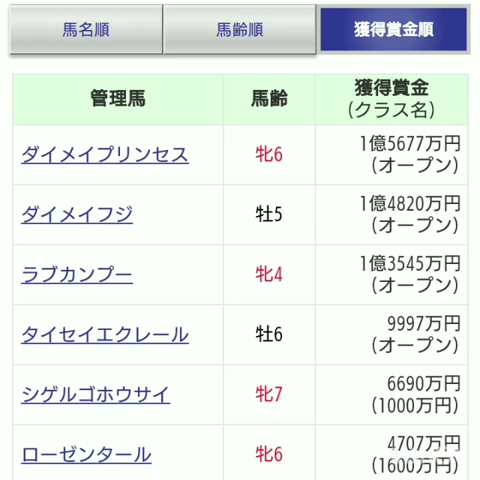 馬名順 馬齢順 獲得賞金順
管理馬 馬齢 獲得賞金
(クラス名)
ダイメイプリンセス 牝6 1億5677万円
(オープン)
ダイメイフジ 牡5 1億4820万円
(オープン)
ラブカンプー 牝4 1億3545万円
(オープン)
タイセイエクレール 牡6 9997万円
(オープン)
シゲルゴホウサイ 牝7 6690万円
(1000万円)
ローゼンタール 牝6 4707万円
(1600万円)